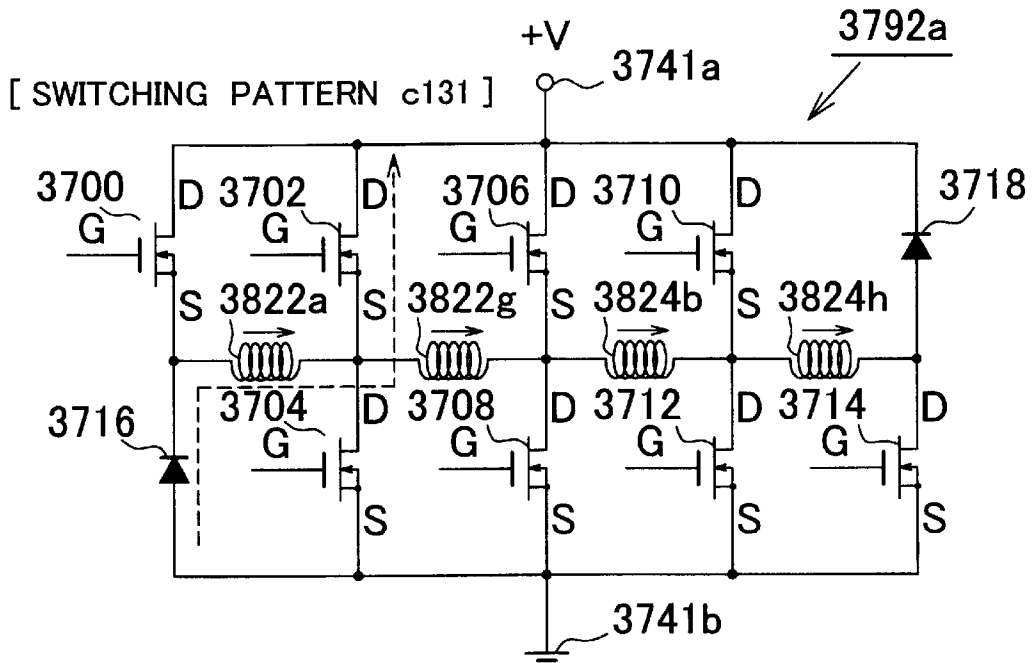 3792a
+V
3741a
[ SWITCHING PATTERN c131 ]
3700 D 3702 D 3706 D 3710 D 3718
G G G G
S S S S
3822a 3822g 3824b 3824h
3716 3704 D 3708 D 3712 D 3714 D
G G G G
S S S S
3741b